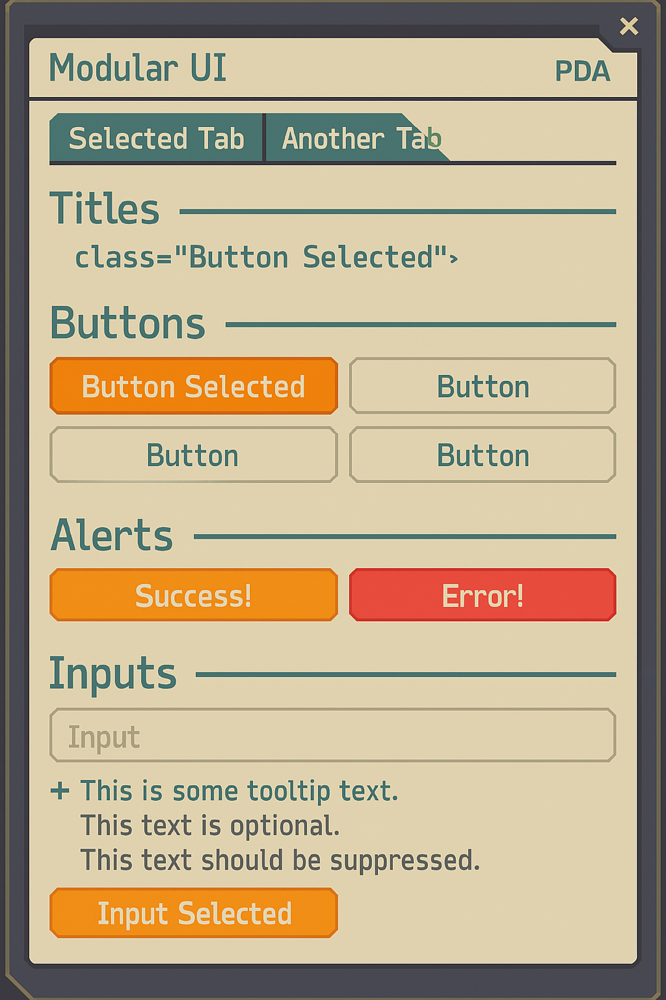 Modular UI PDA
Selected Tab Another Tab
Titles
class="Button Selected">
Buttons
Button Selected Button
Button Button
Alerts
Success! Error!
Inputs
Input
+ This is some tooltip text.
This text is optional.
This text should be suppressed.
Input Selected